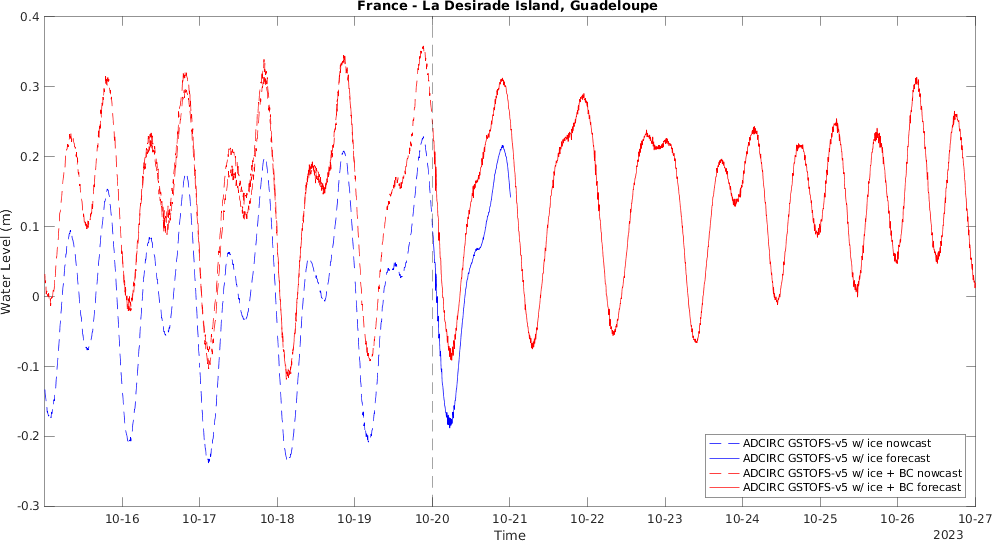 France - La Desirade Island, Guadeloupe
Water Level (m)
0.4
0.3
0.2
0.1
0
-0.1
-0.2
-0.3
ADCIRC GSTOFS-v5 w/ ice nowcast
ADCIRC GSTOFS-v5 w/ ice forecast
ADCIRC GSTOFS-v5 w/ ice + BC nowcast
ADCIRC GSTOFS-v5 w/ ice + BC forecast
10-16 10-17 10-18 10-19 10-20 10-21 10-22 10-23 10-24 10-25 10-26 10-27
Time
2023